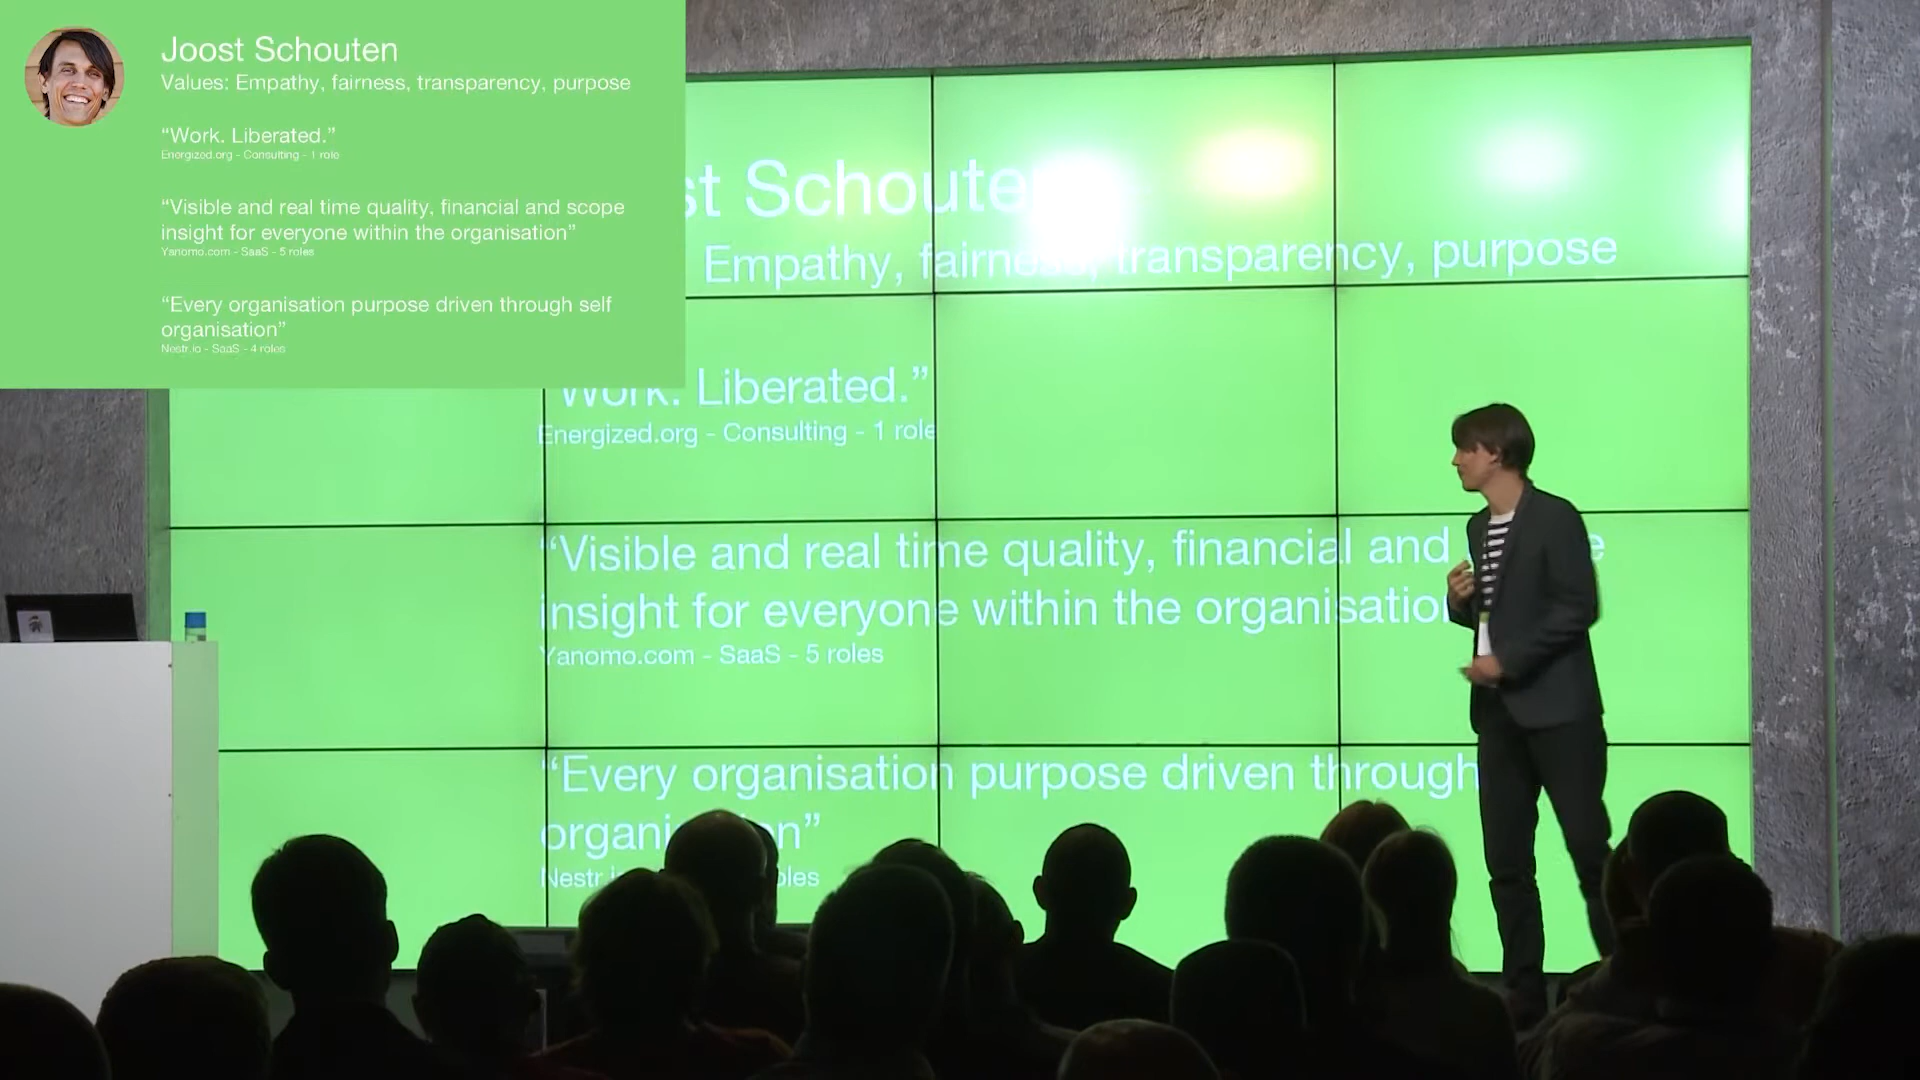 Joost Schouten
Values: Empathy, fairness, transparency, purpose
“Work. Liberated.”
Energized.org - Consulting - 1 role
“Visible and real time quality, financial and scope
insight for everyone within the organisation”
Yanomo.com - SaaS - 5 roles
“Every organisation purpose driven through self
organisation”
Nestr.io - SaaS - 4 roles
st Schouten
Empathy, fairness, transparency, purpose
“Work. Liberated.”
Energized.org - Consulting - 1 role
“Visible and real time quality, financial and
insight for everyone within the organisation
Yanomo.com - SaaS - 5 roles
“Every organisation purpose driven through
organisation”
Nestr.io roles